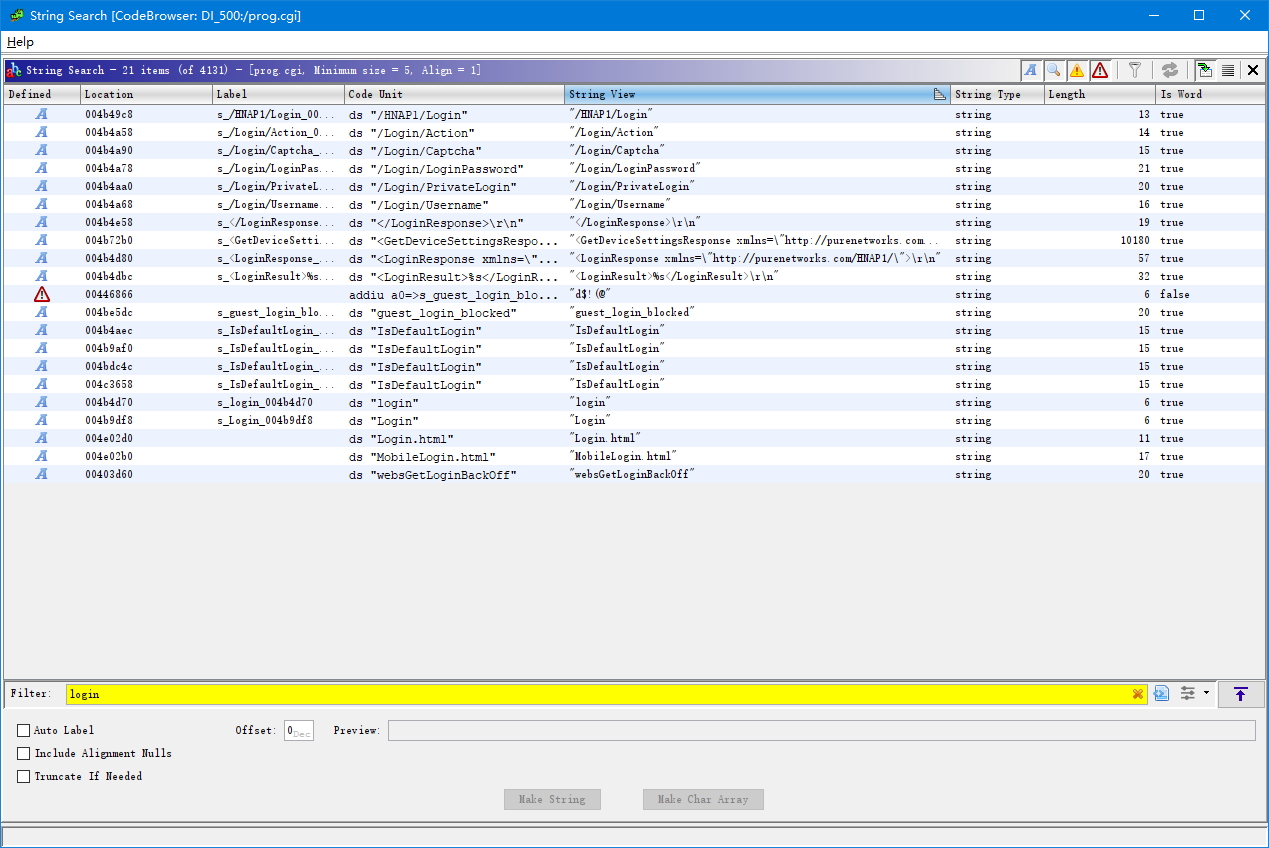 String Search [CodeBrowser: DI_500:/prog.cgi]
Help
String Search - 21 items (of 4131) - [prog.cgi, Minimum size = 5, Align = 1]
Defined Location Label Code Unit String View String Type Length Is Word
A 004b49c8 s_/HNAP1/Login_00... ds "/HNAP1/Login" "/HNAP1/Login" string 13 true
A 004b4a58 s_/Login/Action_0... ds "/Login/Action" "/Login/Action" string 14 true
A 004b4a90 s_/Login/Captcha_... ds "/Login/Captcha" "/Login/Captcha" string 15 true
A 004b4a78 s_/Login/LoginPas... ds "/Login/LoginPassword" "/Login/LoginPassword" string 21 true
A 004b4aa0 s_/Login/PrivateL... ds "/Login/PrivateLogin" "/Login/PrivateLogin" string 20 true
A 004b4a68 s_/Login/Username... ds "/Login/Username" "/Login/Username" string 16 true
A 004b4e58 s_</LoginResponse... ds "</LoginResponse>\r\n" "</LoginResponse>\r\n" string 19 true
A 004b72b0 s_<GetDeviceSetti... ds "<GetDeviceSettingsRespo... "<GetDeviceSettingsResponse xmlns=\"http://purenetworks.com... string 10180 true
A 004b4d80 s_<LoginResponse_... ds "<LoginResponse xmlns=\"... "<LoginResponse xmlns=\"http://purenetworks.com/HNAP1/\">\r\n" string 57 true
A 004b4dbc s_<LoginResult>%s... ds "<LoginResult>%s</LoginR... "<LoginResult>%s</LoginResult>\r\n" string 32 true
00446866 addiu a0=>s_guest_login_blo... "d$!(@" string 6 false
A 004be5dc s_guest_login_blo... ds "guest_login_blocked" "guest_login_blocked" string 20 true
A 004b4aec s_IsDefaultLogin_... ds "IsDefaultLogin" "IsDefaultLogin" string 15 true
A 004b9af0 s_IsDefaultLogin_... ds "IsDefaultLogin" "IsDefaultLogin" string 15 true
A 004bdc4c s_IsDefaultLogin_... ds "IsDefaultLogin" "IsDefaultLogin" string 15 true
A 004c3658 s_IsDefaultLogin_... ds "IsDefaultLogin" "IsDefaultLogin" string 15 true
A 004b4d70 s_login_004b4d70 ds "login" "login" string 6 true
A 004b9df8 s_Login_004b9df8 ds "Login" "Login" string 6 true
A 004e02d0 ds "Login.html" "Login.html" string 11 true
A 004e02b0 ds "MobileLogin.html" "MobileLogin.html" string 17 true
A 00403d60 ds "websGetLoginBackOff" "websGetLoginBackOff" string 20 true
Filter: login
Auto Label Offset: 0 Dec Preview:
Include Alignment Nulls
Truncate If Needed
Make String Make Char Array